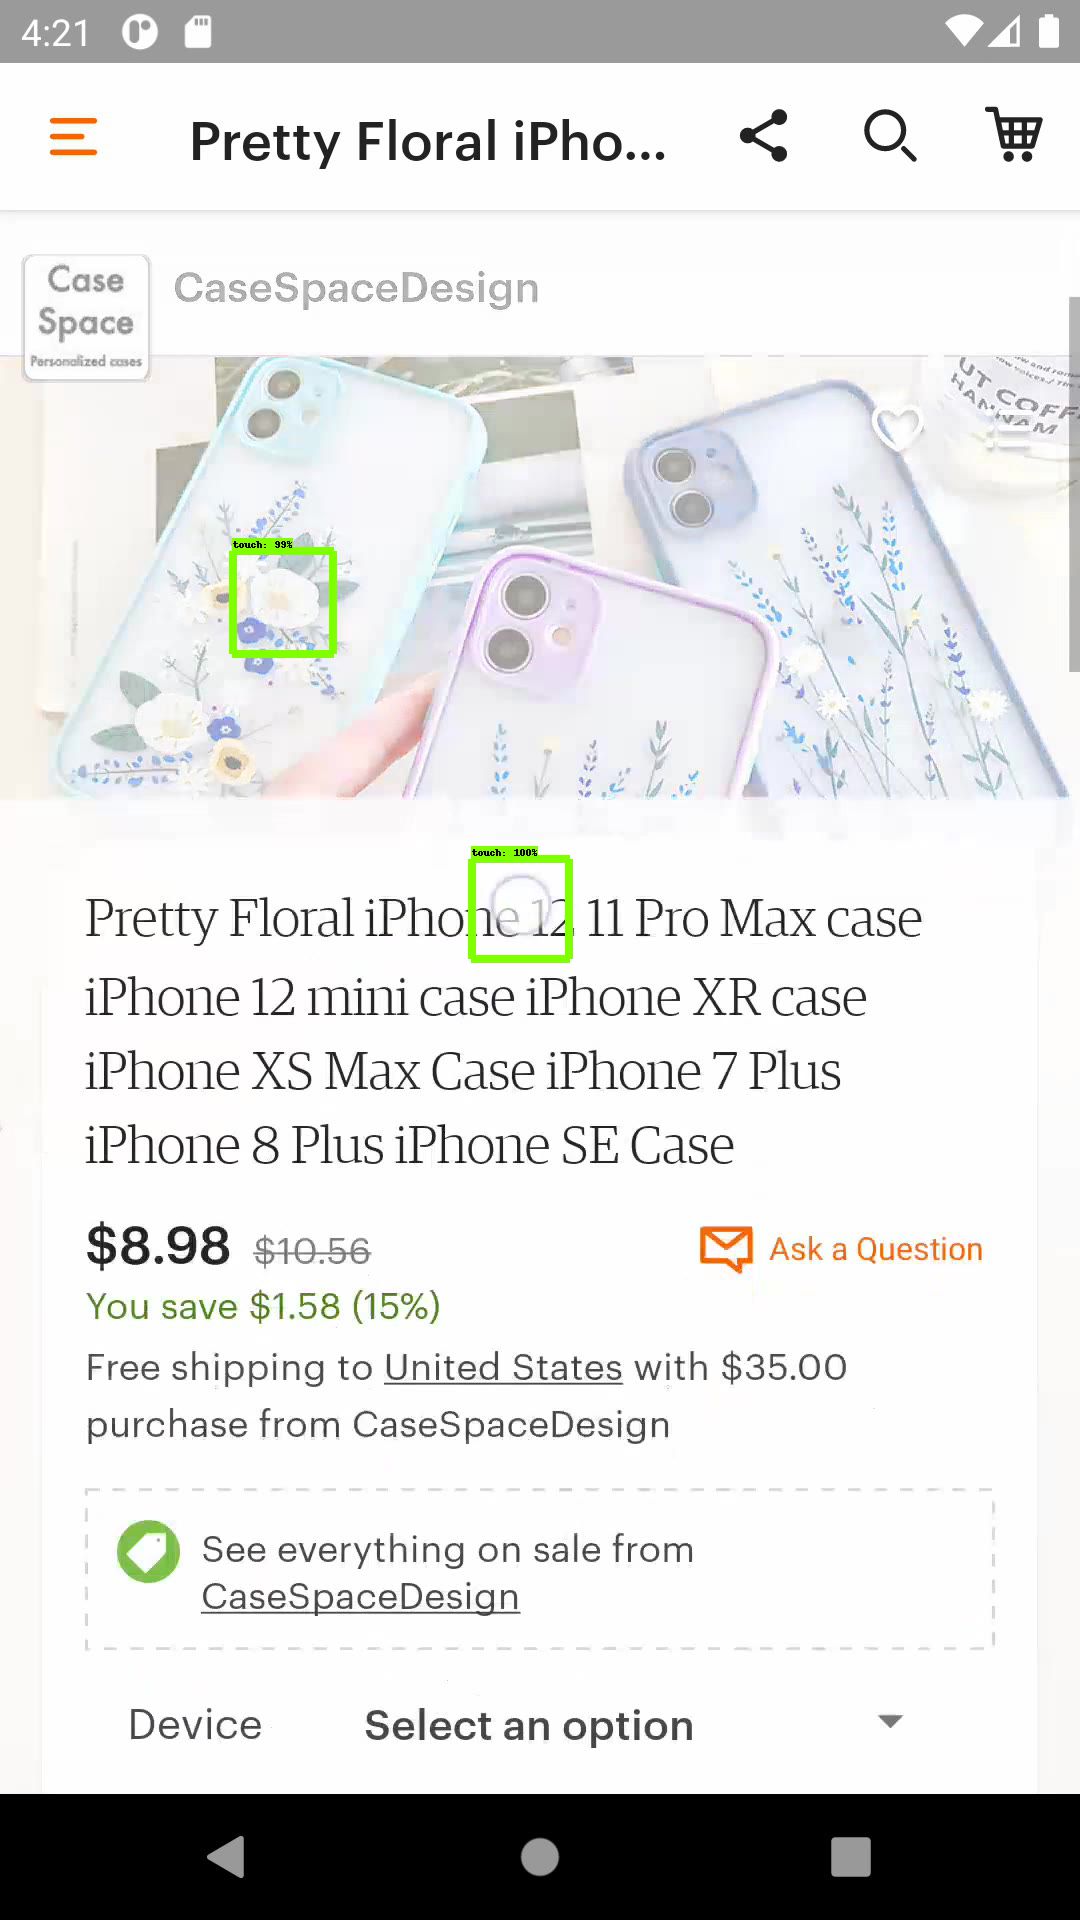 4:21
Pretty Floral iPho...
Case
Space
Personalized cases
CaseSpaceDesign
UT COFF
HANNAM
touch: 99%
touch: 100%
Pretty Floral iPhone 12 11 Pro Max case
iPhone 12 mini case iPhone XR case
iPhone XS Max Case iPhone 7 Plus
iPhone 8 Plus iPhone SE Case
$8.98 $10.56
Ask a Question
You save $1.58 (15%)
Free shipping to United States with $35.00
purchase from CaseSpaceDesign
See everything on sale from
CaseSpaceDesign
Device Select an option